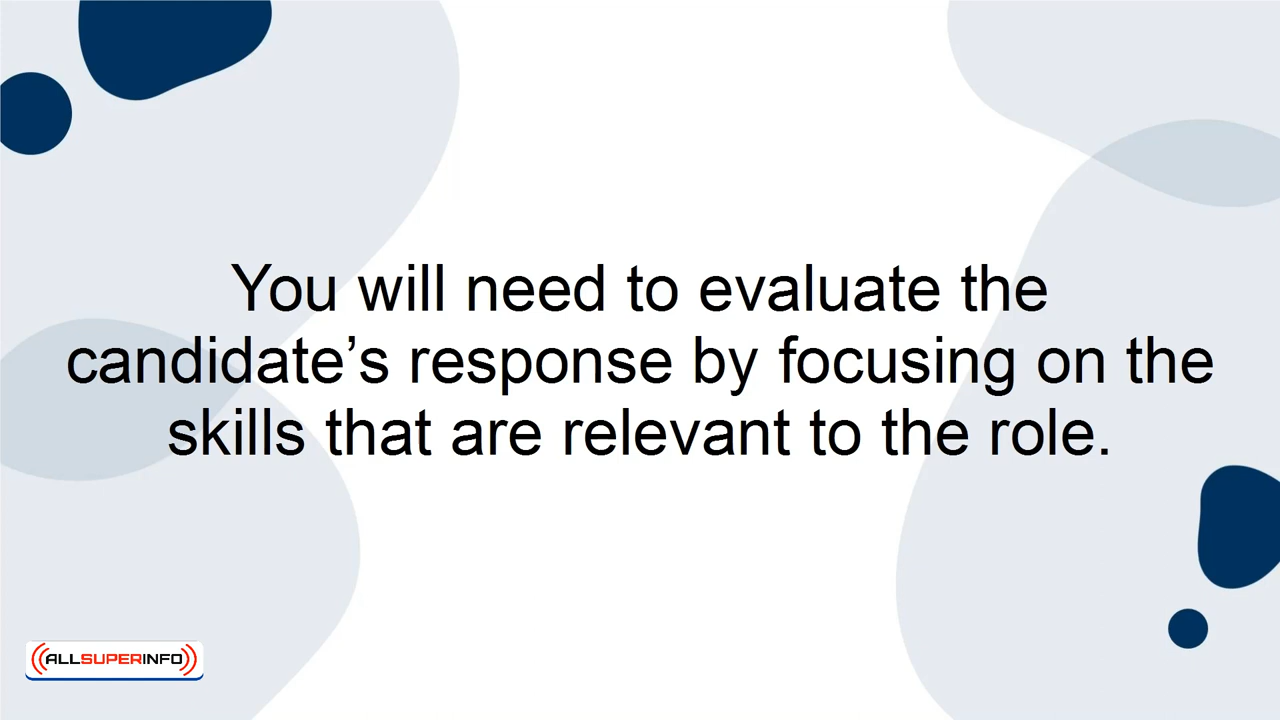 You will need to evaluate the
candidate’s response by focusing on the
skills that are relevant to the role.
ALLSUPERINFO